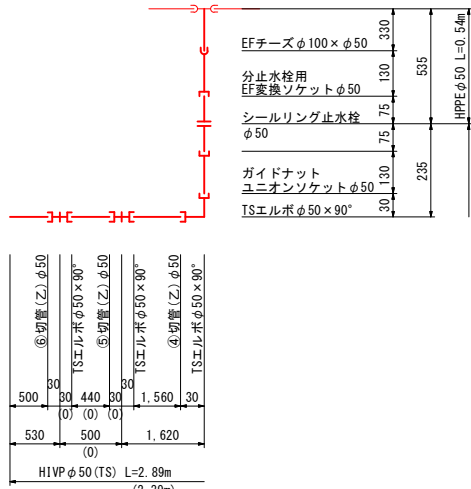 EFチーズφ100×φ50
分止水栓用
EF変換ソケットφ50
シールリング止水栓
φ50
ガイドナット
ユニオンソケットφ50
TSエルボφ50×90°
330
130
75
75
130
30
535
235
HPPEφ50 L=0.54m
⑥切管(乙)φ50
TSエルボφ50×90°
⑤切管(乙)φ50
TSエルボφ50×90°
④切管(乙)φ50
TSエルボφ50×90°
30
30
500
30
440
30
1,560
30
(0)
(0)
(0)
530
500
1,620
(0)
HIVPφ50(TS) L=2.89m